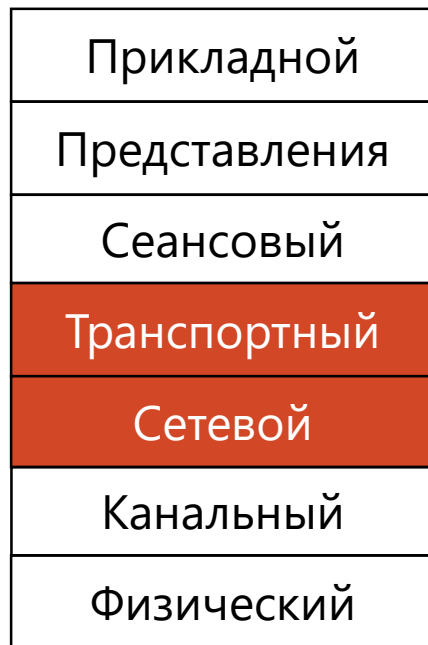 Прикладной
Представления
Сеансовый
Транспортный
Сетевой
Канальный
Физический